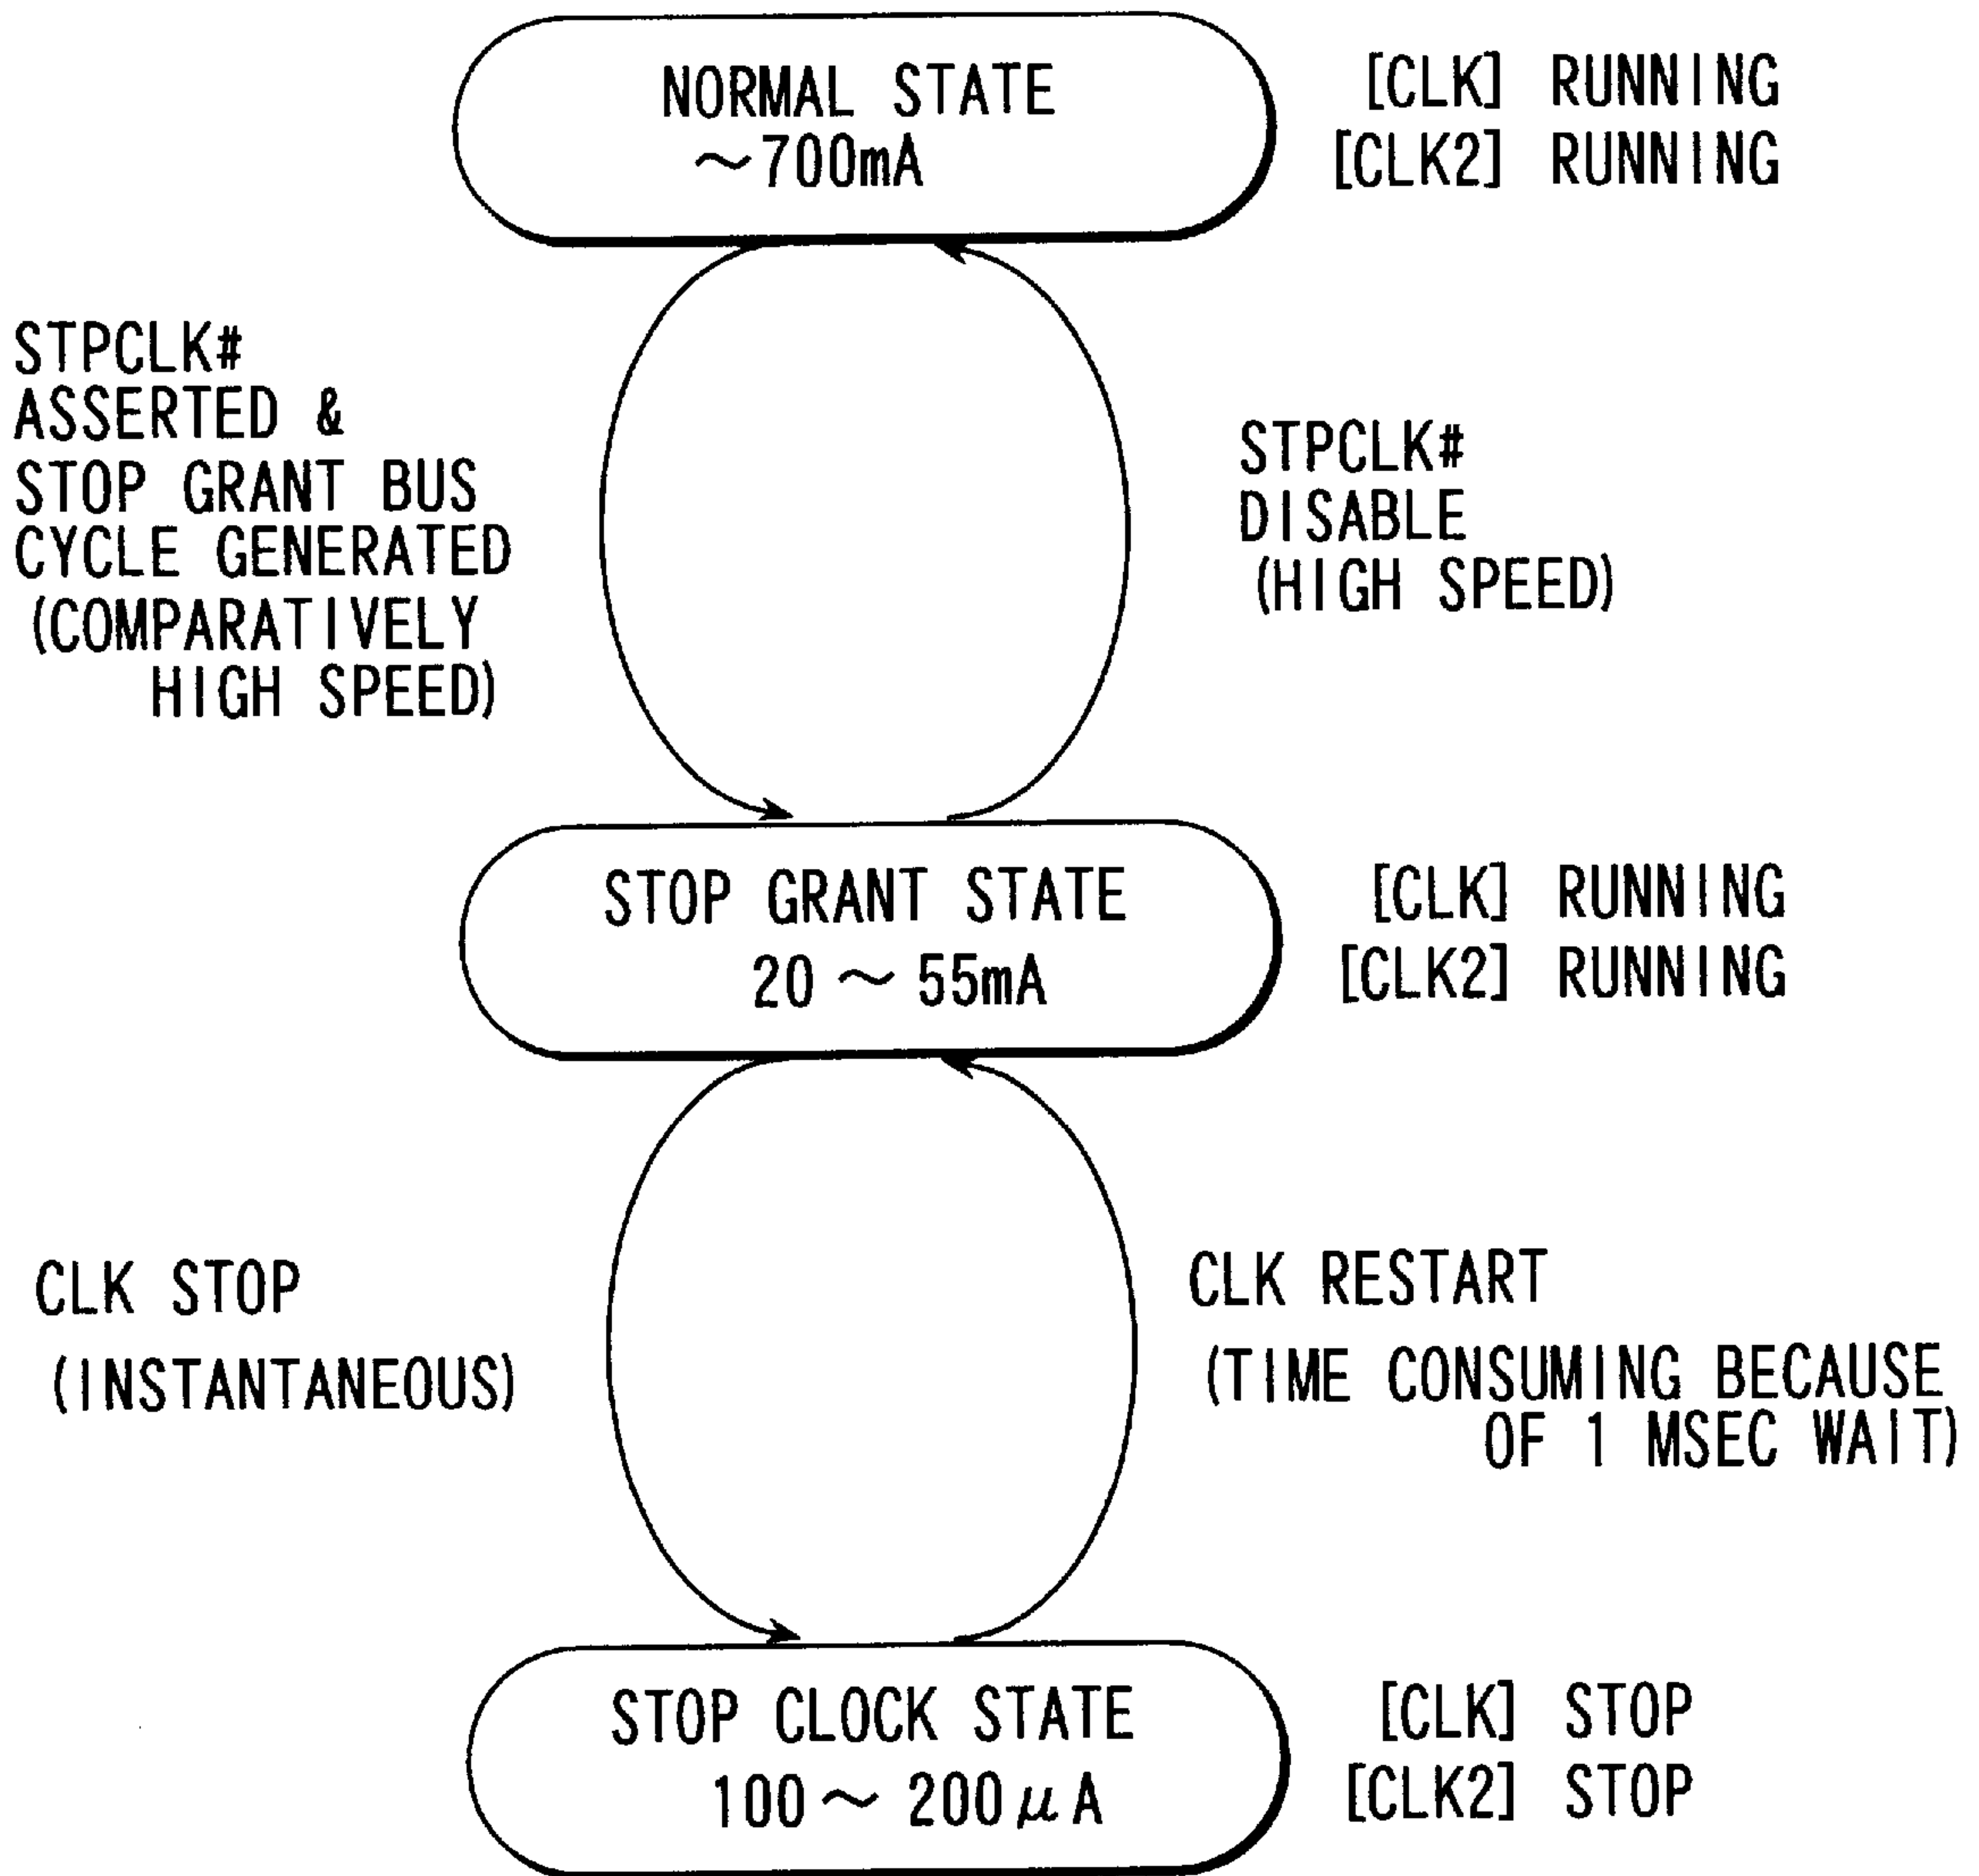 NORMAL STATE
~700mA
[CLK] RUNNING
[CLK2] RUNNING
STPCLK#
ASSERTED &
STOP GRANT BUS
CYCLE GENERATED
(COMPARATIVELY
HIGH SPEED)
STPCLK#
DISABLE
(HIGH SPEED)
STOP GRANT STATE
20 ~ 55mA
[CLK] RUNNING
[CLK2] RUNNING
CLK STOP
(INSTANTANEOUS)
CLK RESTART
(TIME CONSUMING BECAUSE
OF 1 MSEC WAIT)
STOP CLOCK STATE
100 ~ 200μA
[CLK] STOP
[CLK2] STOP